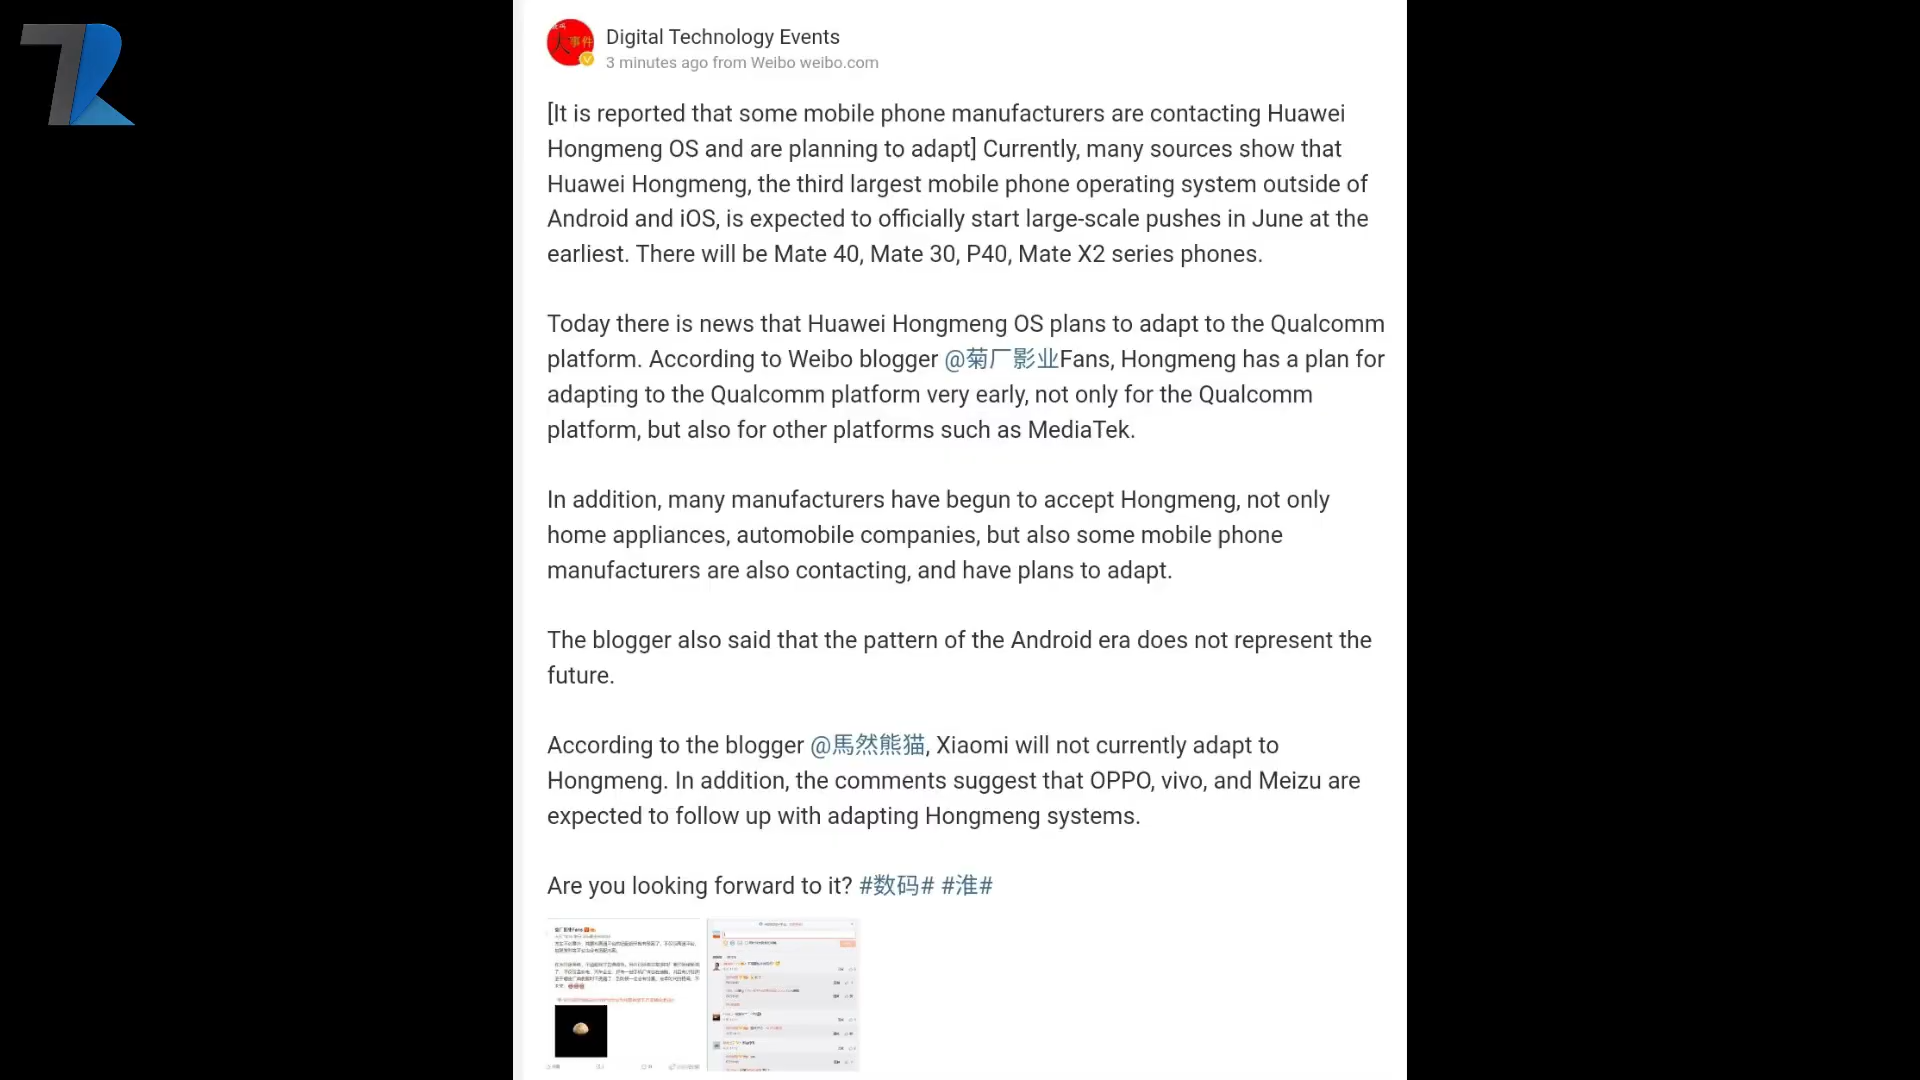 Digital Technology Events
3 minutes ago from Weibo weibo.com
[It is reported that some mobile phone manufacturers are contacting Huawei
Hongmeng OS and are planning to adapt] Currently, many sources show that
Huawei Hongmeng, the third largest mobile phone operating system outside of
Android and iOS, is expected to officially start large-scale pushes in June at the
earliest. There will be Mate 40, Mate 30, P40, Mate X2 series phones.
Today there is news that Huawei Hongmeng OS plans to adapt to the Qualcomm
platform. According to Weibo blogger @菊厂影业Fans, Hongmeng has a plan for
adapting to the Qualcomm platform very early, not only for the Qualcomm
platform, but also for other platforms such as MediaTek.
In addition, many manufacturers have begun to accept Hongmeng, not only
home appliances, automobile companies, but also some mobile phone
manufacturers are also contacting, and have plans to adapt.
The blogger also said that the pattern of the Android era does not represent the
future.
According to the blogger @馬然熊猫, Xiaomi will not currently adapt to
Hongmeng. In addition, the comments suggest that OPPO, vivo, and Meizu are
expected to follow up with adapting Hongmeng systems.
Are you looking forward to it? #数码# #淮#